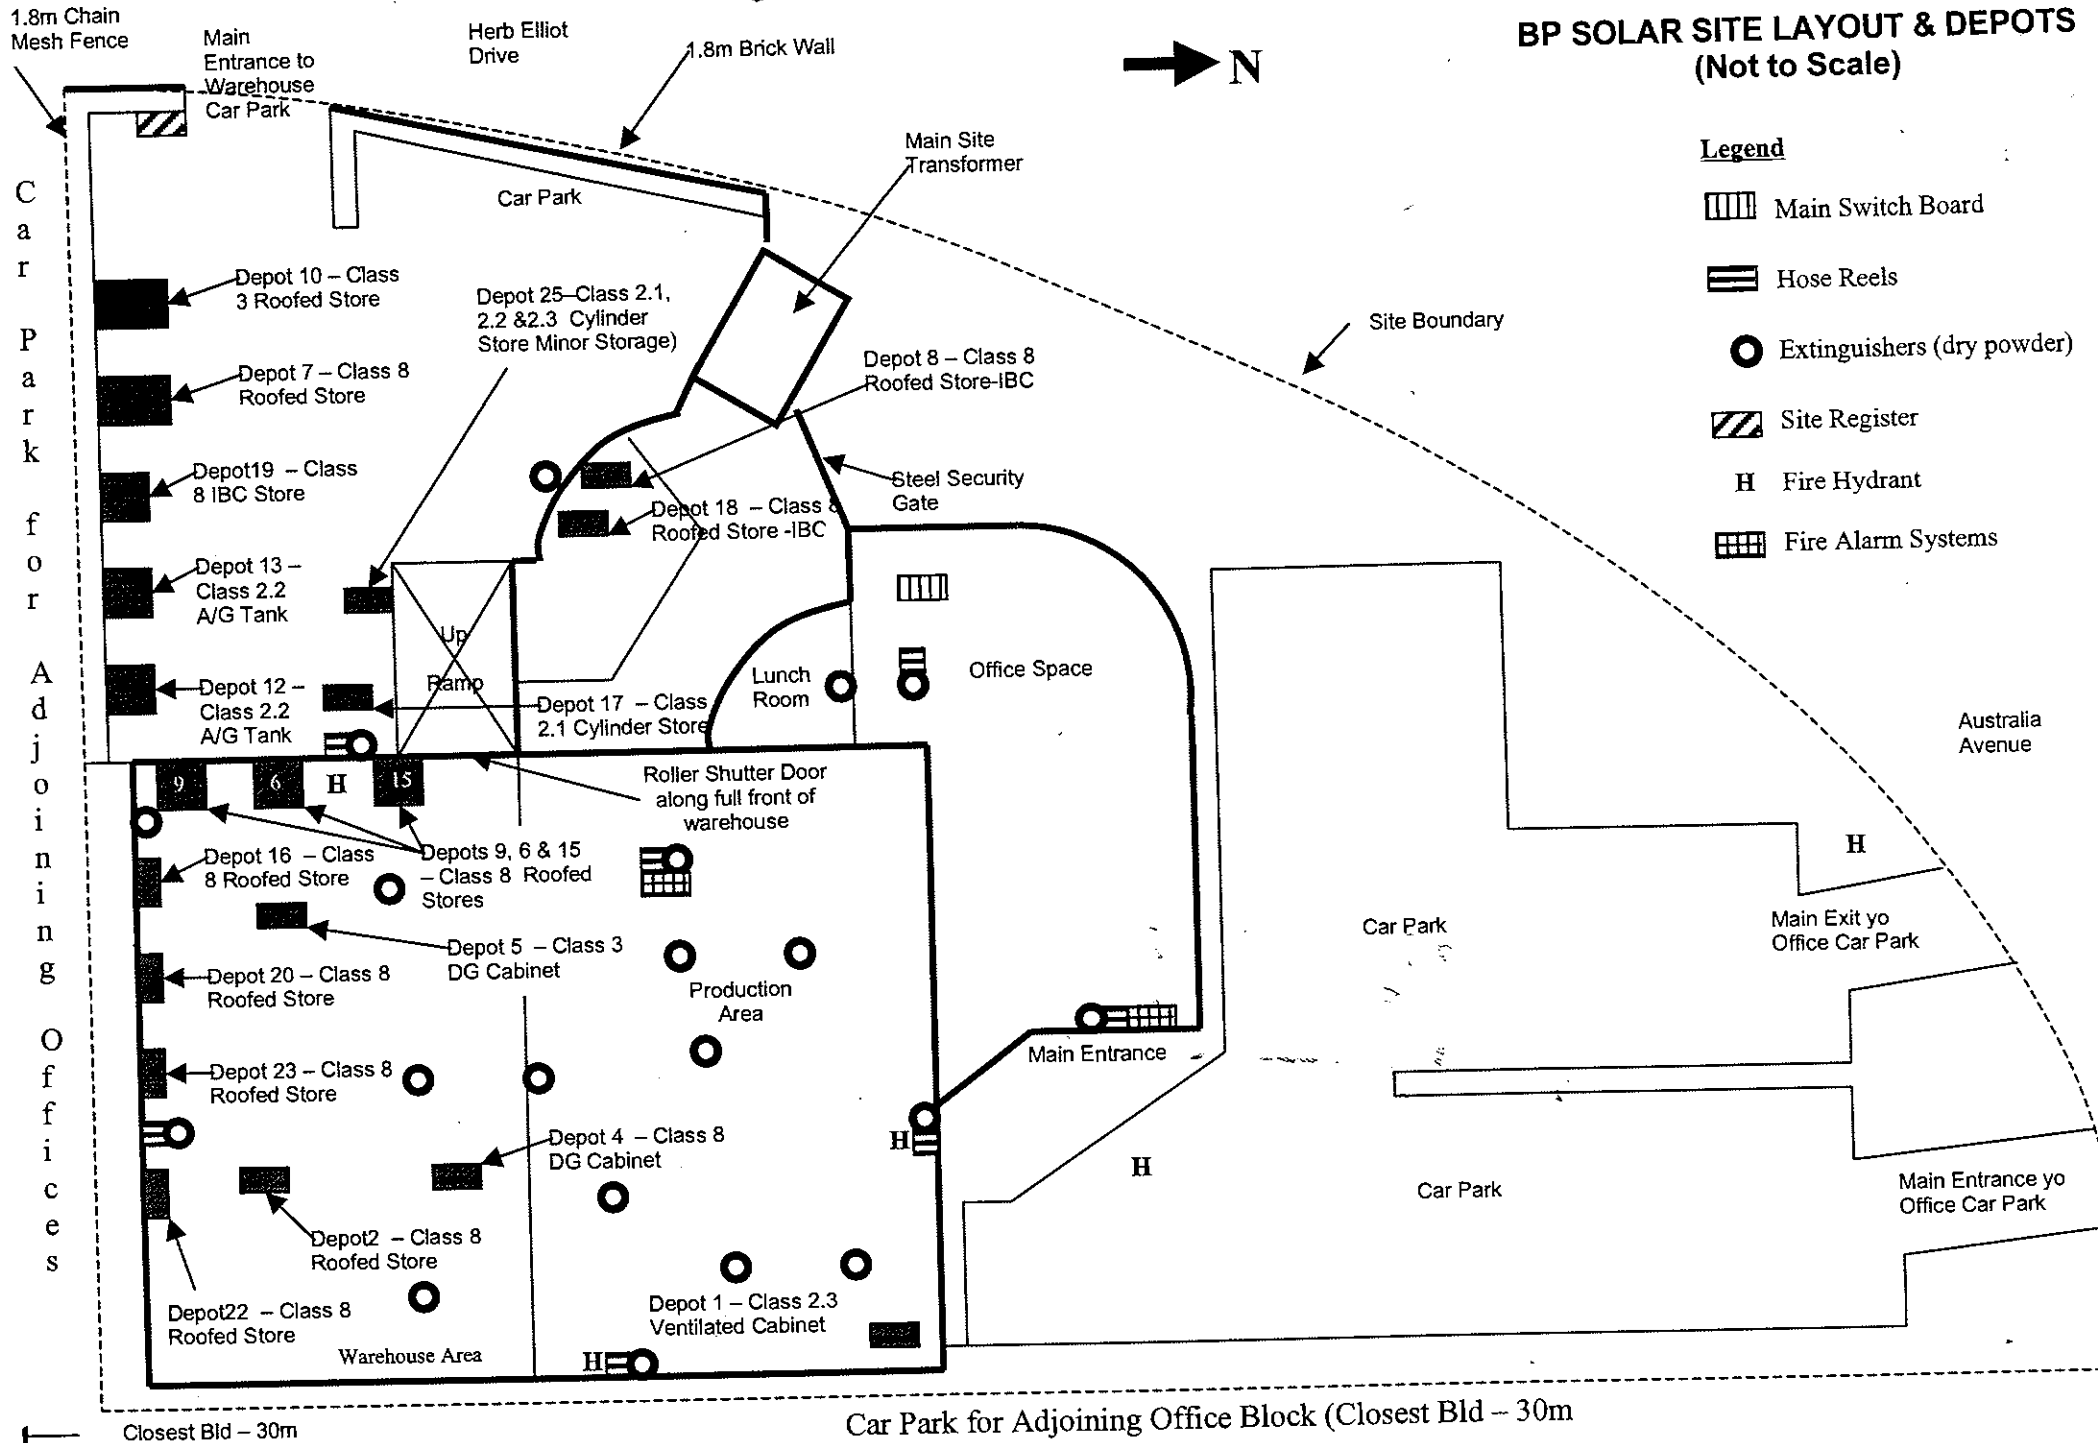 BP SOLAR SITE LAYOUT & DEPOTS
(Not to Scale)
1.8m Chain
Mesh Fence
Main
Entrance to
Warehouse
Car Park
Herb Elliot
Drive
1.8m Brick Wall
N
Main Site
Transformer
Car Park
Legend
Main Switch Board
Hose Reels
Extinguishers (dry powder)
Site Register
H Fire Hydrant
Fire Alarm Systems
Car Park for Adjoining Offices
Depot 10 – Class
3 Roofed Store
Depot 7 – Class 8
Roofed Store
Depot19 – Class
8 IBC Store
Depot 13 –
Class 2.2
A/G Tank
Depot 12 –
Class 2.2
A/G Tank
Depot 25–Class 2.1,
2.2 &2.3 Cylinder
Store Minor Storage)
Depot 8 – Class 8
Roofed Store-IBC
Depot 18 – Class 8
Roofed Store -IBC
Steel Security
Gate
Site Boundary
Up
Ramp
Depot 17 – Class
2.1 Cylinder Store
Lunch
Room
Office Space
Australia
Avenue
9
6
H
15
Roller Shutter Door
along full front of
warehouse
Depot 16 – Class
8 Roofed Store
Depots 9, 6 & 15
– Class 8 Roofed
Stores
Depot 5 – Class 3
DG Cabinet
Depot 20 – Class 8
Roofed Store
Production
Area
Depot 23 – Class 8
Roofed Store
Depot 4 – Class 8
DG Cabinet
Depot2 – Class 8
Roofed Store
Depot22 – Class 8
Roofed Store
Warehouse Area
Depot 1 – Class 2.3
Ventilated Cabinet
H
H
Main Entrance
H
Car Park
Car Park
H
Main Exit yo
Office Car Park
Main Entrance yo
Office Car Park
Closest Bld – 30m
Car Park for Adjoining Office Block (Closest Bld – 30m